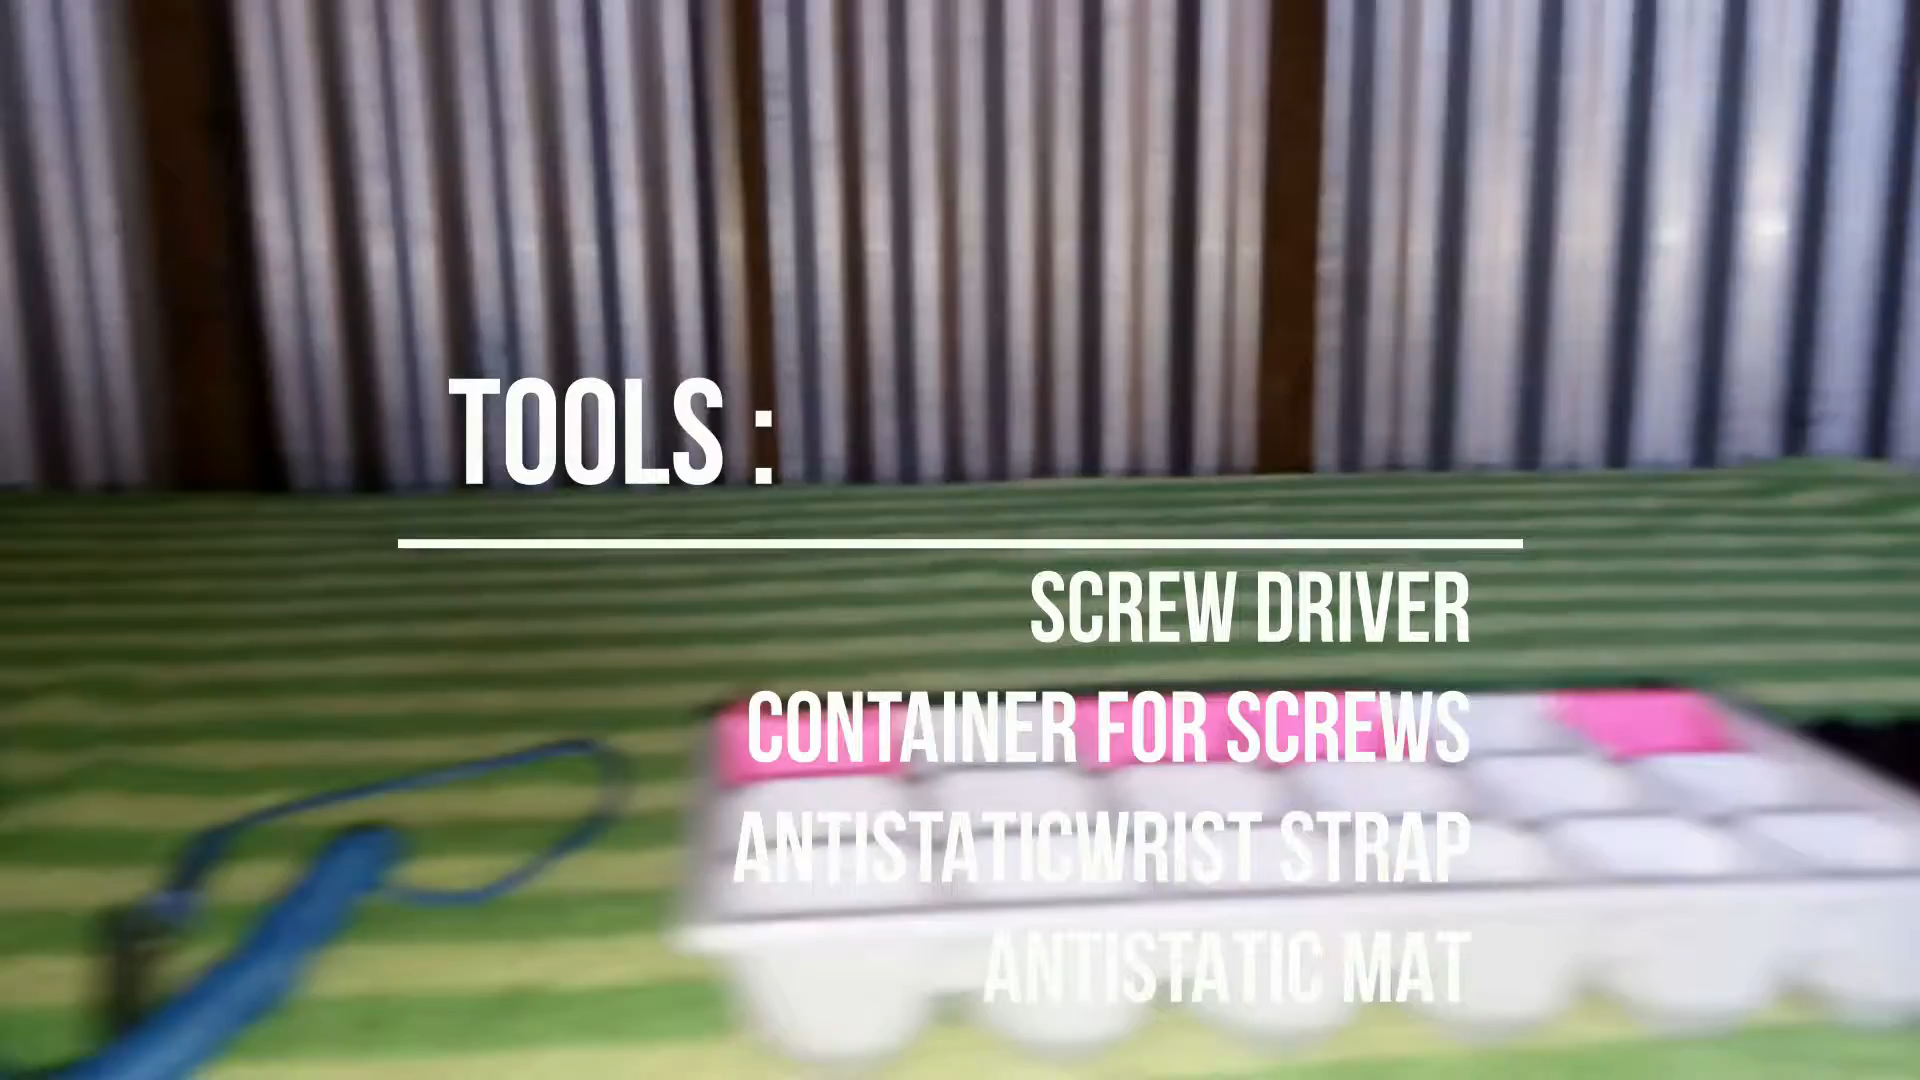 TOOLS :
SCREW DRIVER
CONTAINER FOR SCREWS
ANTISTATICWRIST STRAP
ANTISTATIC MAT